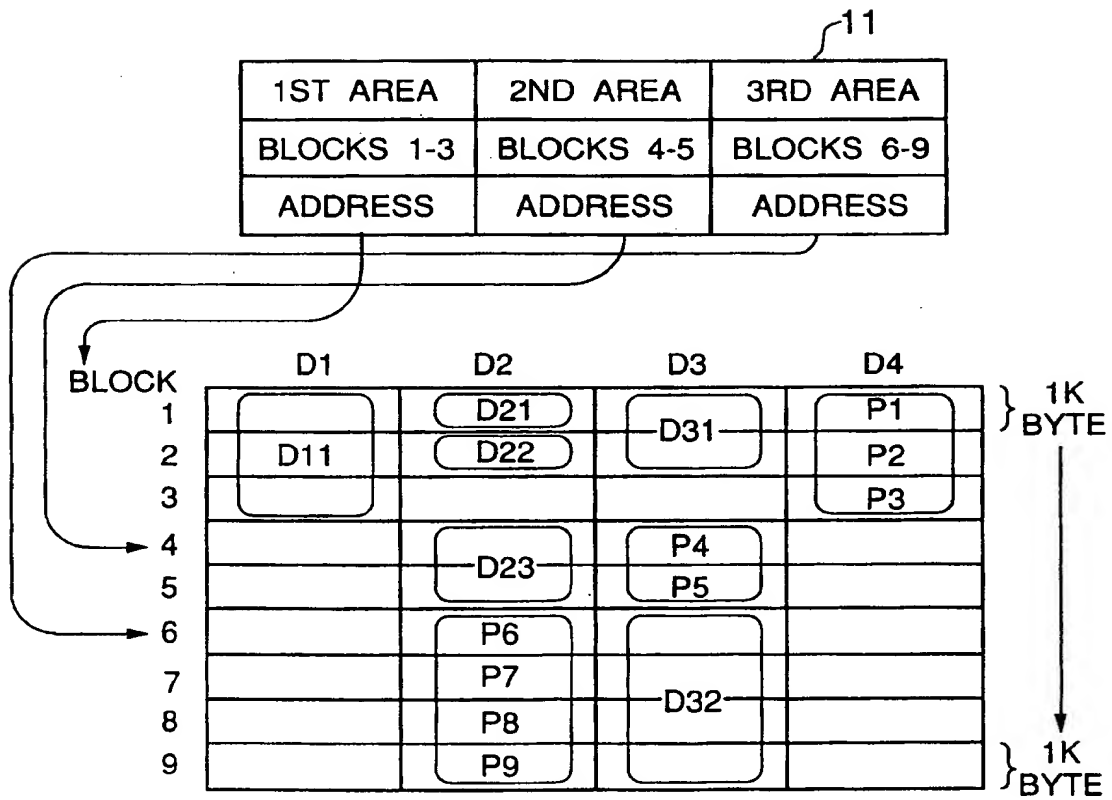 11
1ST AREA 2ND AREA 3RD AREA
BLOCKS 1-3 BLOCKS 4-5 BLOCKS 6-9
ADDRESS ADDRESS ADDRESS
BLOCK D1 D2 D3 D4
1 D21 P1 1K BYTE
D31
2 D11 D22 P2
3 P3
4 P4
D23
5 P5
6 P6
7 P7
D32
8 P8
9 P9 1K BYTE